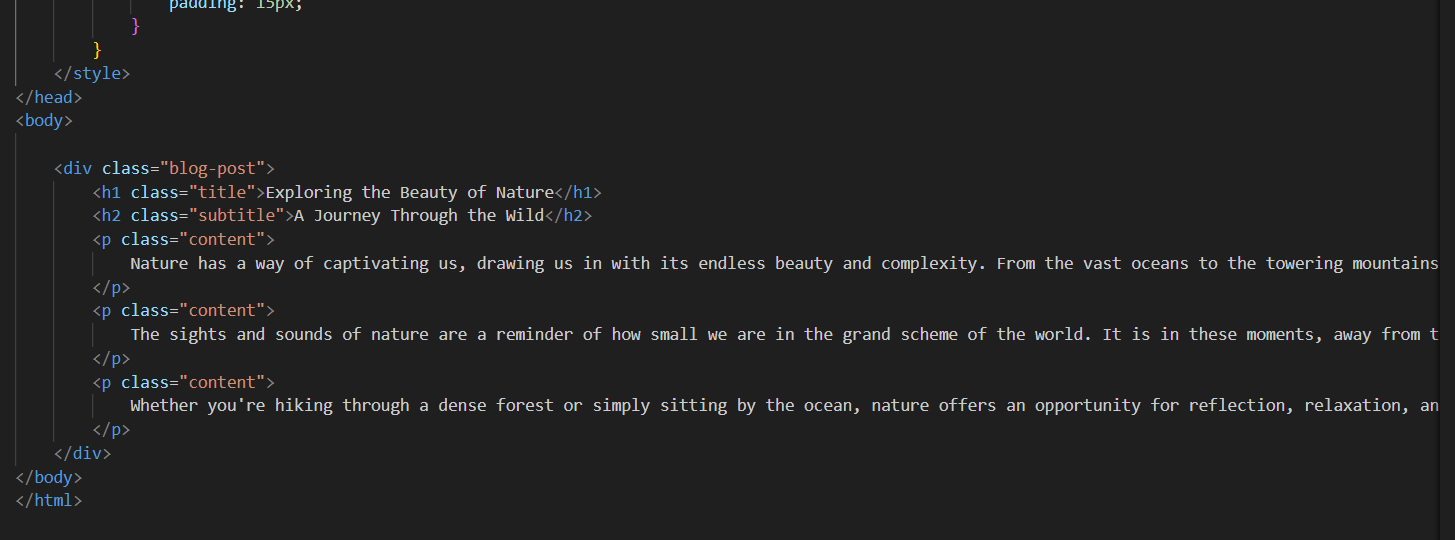 padding: 15px;
}
}
</style>
</head>
<body>
<div class="blog-post">
<h1 class="title">Exploring the Beauty of Nature</h1>
<h2 class="subtitle">A Journey Through the Wild</h2>
<p class="content">
Nature has a way of captivating us, drawing us in with its endless beauty and complexity. From the vast oceans to the towering mountains
</p>
<p class="content">
The sights and sounds of nature are a reminder of how small we are in the grand scheme of the world. It is in these moments, away from t
</p>
<p class="content">
Whether you're hiking through a dense forest or simply sitting by the ocean, nature offers an opportunity for reflection, relaxation, an
</p>
</div>
</body>
</html>